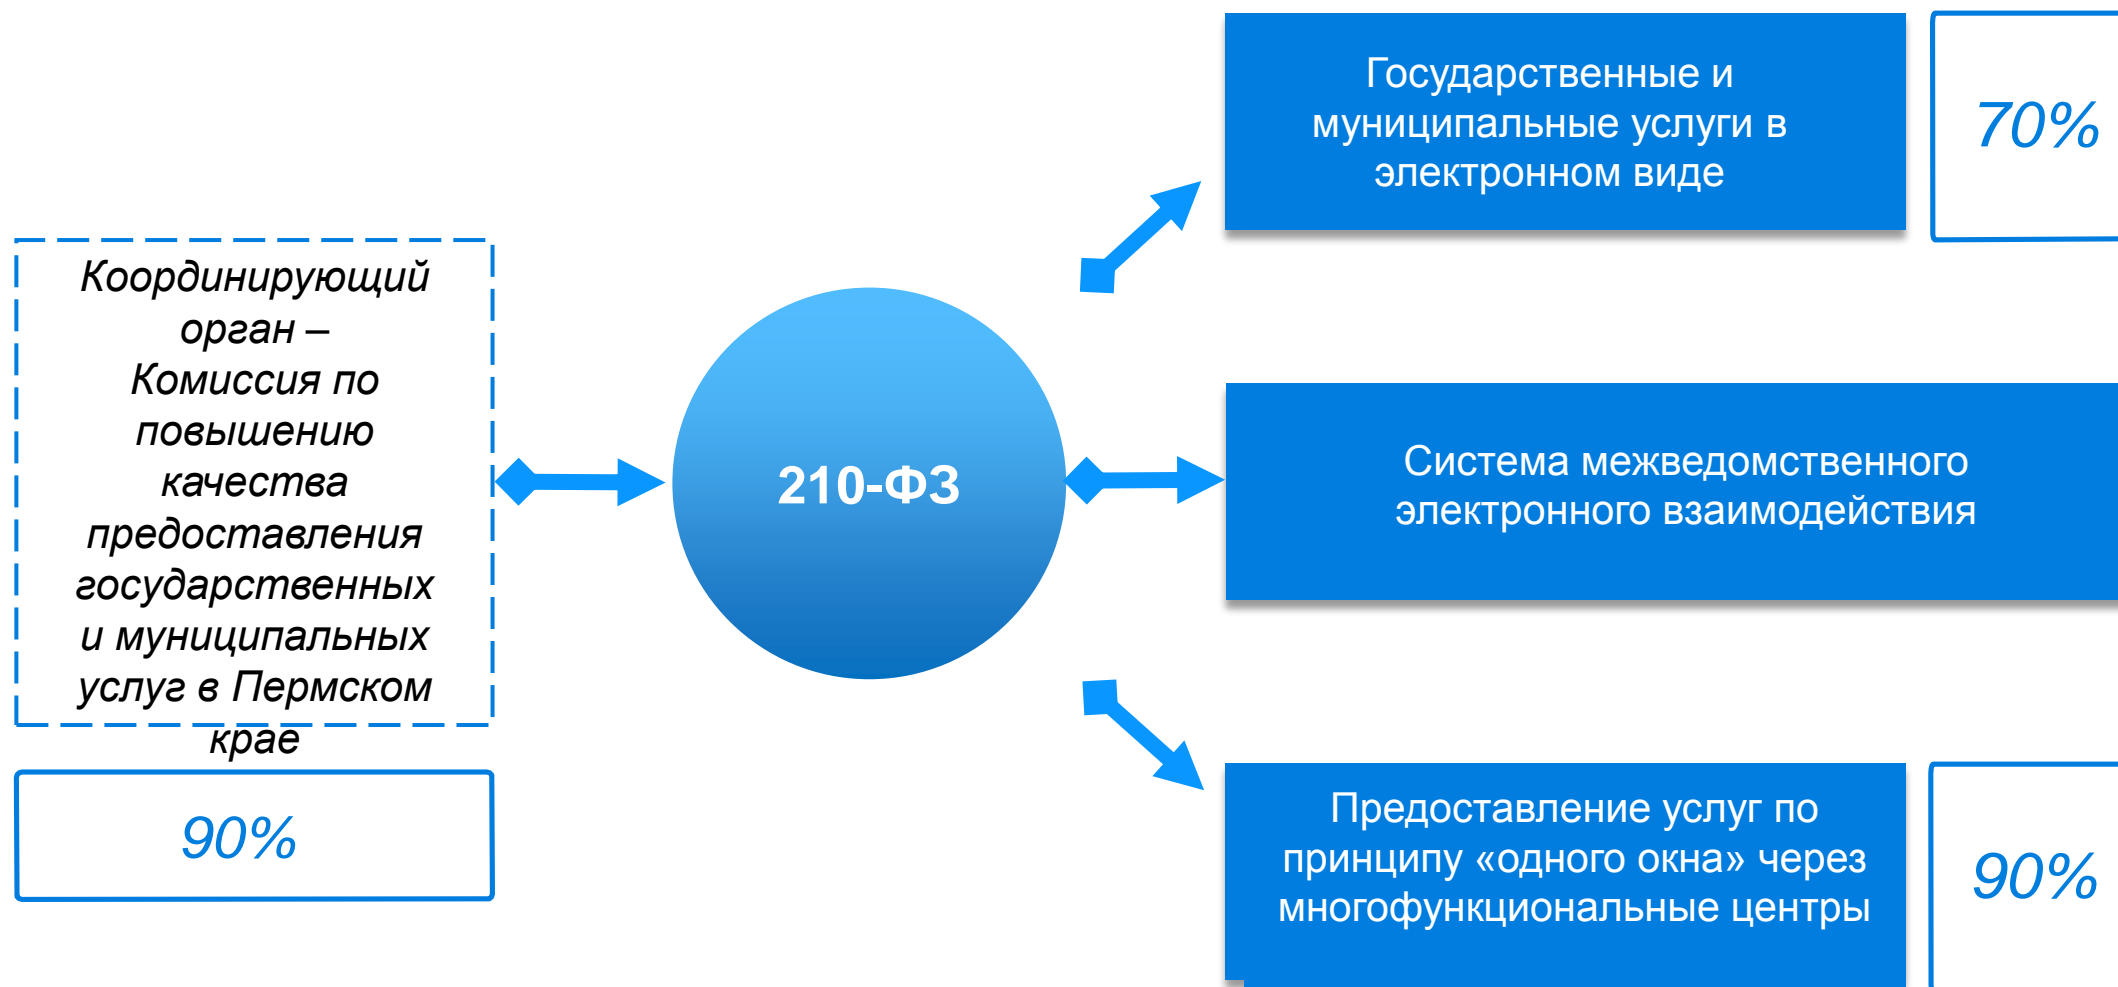 Координирующий
орган –
Комиссия по
повышению
качества
предоставления
государственных
и муниципальных
услуг в Пермском
крае
90%
210-ФЗ
Государственные и
муниципальные услуги в
электронном виде
70%
Система межведомственного
электронного взаимодействия
Предоставление услуг по
принципу «одного окна» через
многофункциональные центры
90%